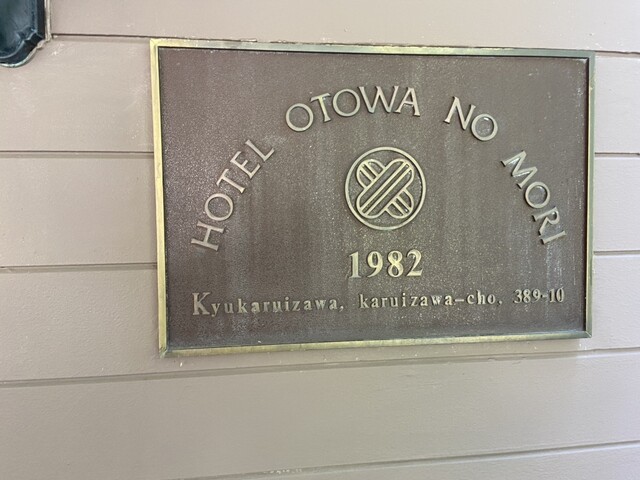 HOTEL OTOWA NO MORI
1982
Kyukaruizawa, karuizawa-cho. 389-10